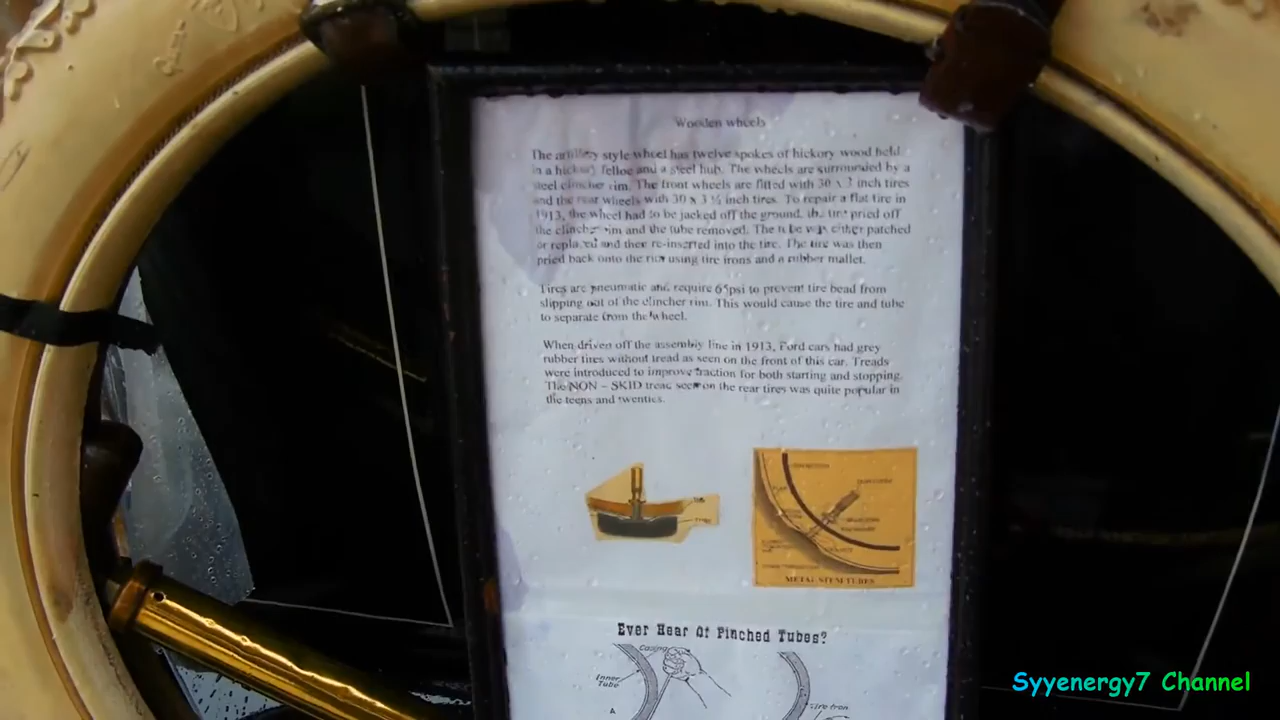 Wooden wheels
The artillery style wheel has twelve spokes of hickory wood held
in a hickory felloe and a steel hub. The wheels are surrounded by a
steel clincher rim. The front wheels are fitted with 30 x 3 inch tires
and the rear wheels with 30 x 3 ½ inch tires. To repair a flat tire in
1913, the wheel had to be jacked off the ground, the tire pried off
the clincher rim and the tube removed. The tube was either patched
or replaced and then re-inserted into the tire. The tire was then
pried back onto the rim using tire irons and a rubber mallet.
Tires are pneumatic and require 65psi to prevent tire bead from
slipping out of the clincher rim. This would cause the tire and tube
to separate from the wheel.
When driven off the assembly line in 1913, Ford cars had grey
rubber tires without tread as seen on the front of this car. Treads
were introduced to improve traction for both starting and stopping.
The NON – SKID tread seen on the rear tires was quite popular in
the teens and twenties.
METAL STEM TUBES
Ever Hear Of Pinched Tubes?
Casing
Inner
Tube
A
Tire iron
Syyenergy7 Channel